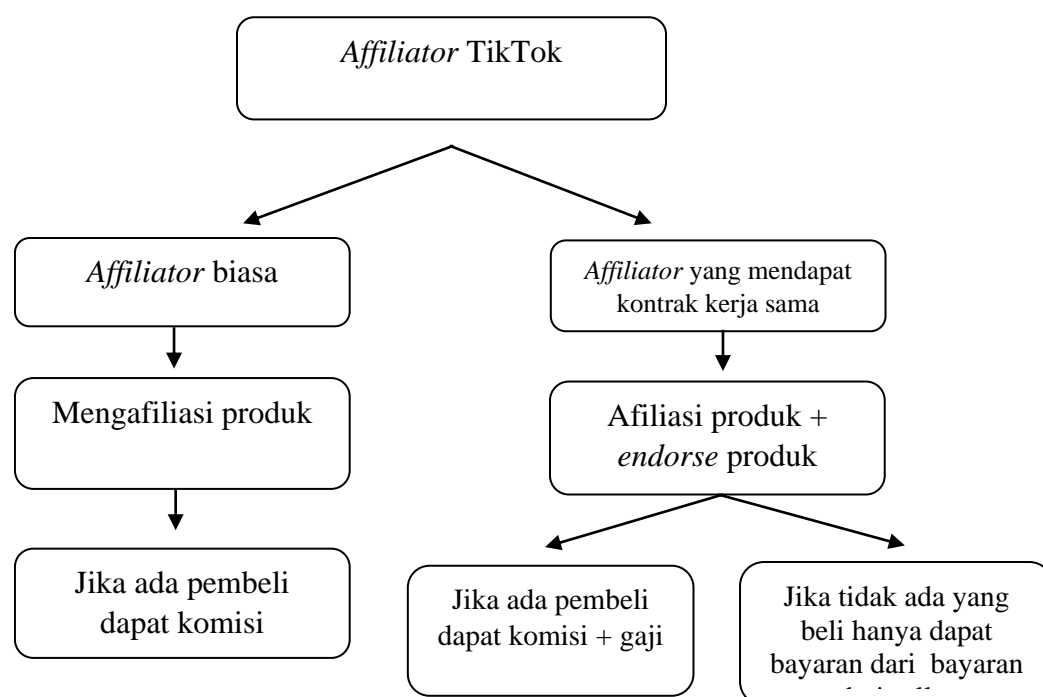 Affiliator TikTok
Affiliator biasa
Affiliator yang mendapat
kontrak kerja sama
Mengafiliasi produk
Afiliasi produk +
endorse produk
Jika ada pembeli
dapat komisi
Jika ada pembeli
dapat komisi + gaji
Jika tidak ada yang
beli hanya dapat
bayaran dari  bayaran